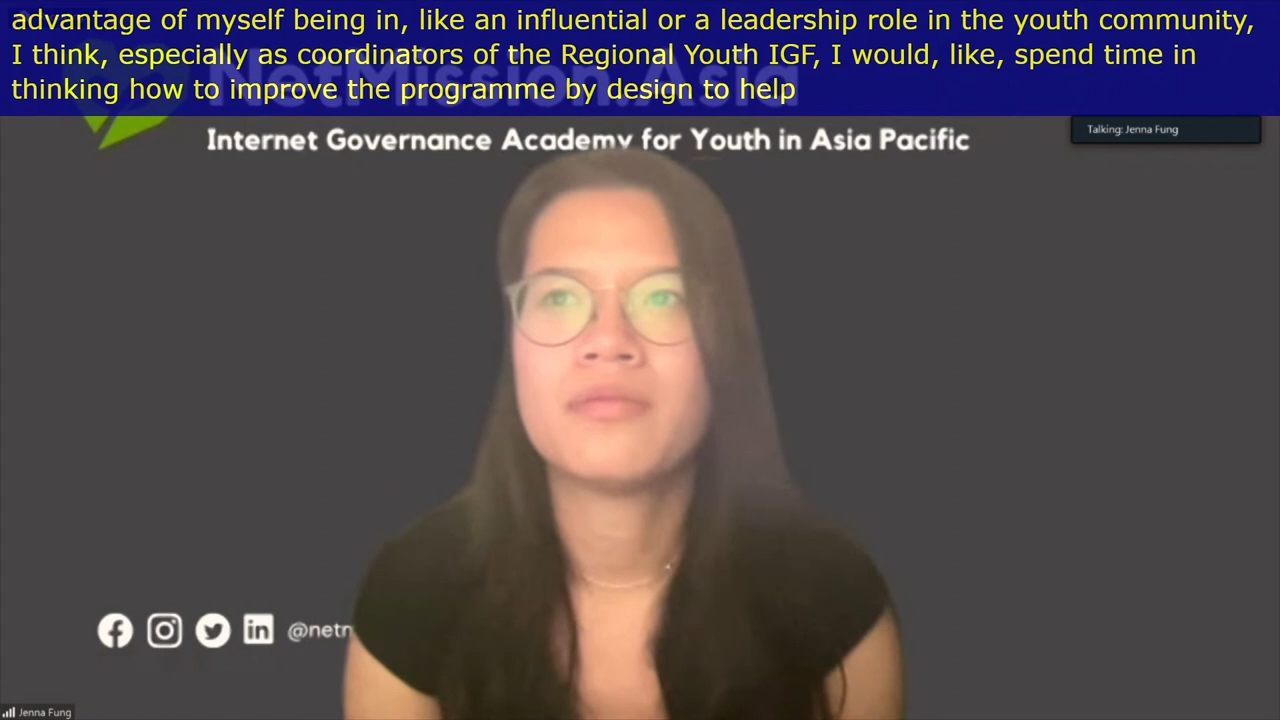 advantage of myself being in, like an influential or a leadership role in the youth community,
I think, especially as coordinators of the Regional Youth IGF, I would, like, spend time in
thinking how to improve the programme by design to help
NetMission.Asia
Internet Governance Academy for Youth in Asia Pacific
Talking: Jenna Fung
@netm
Jenna Fung